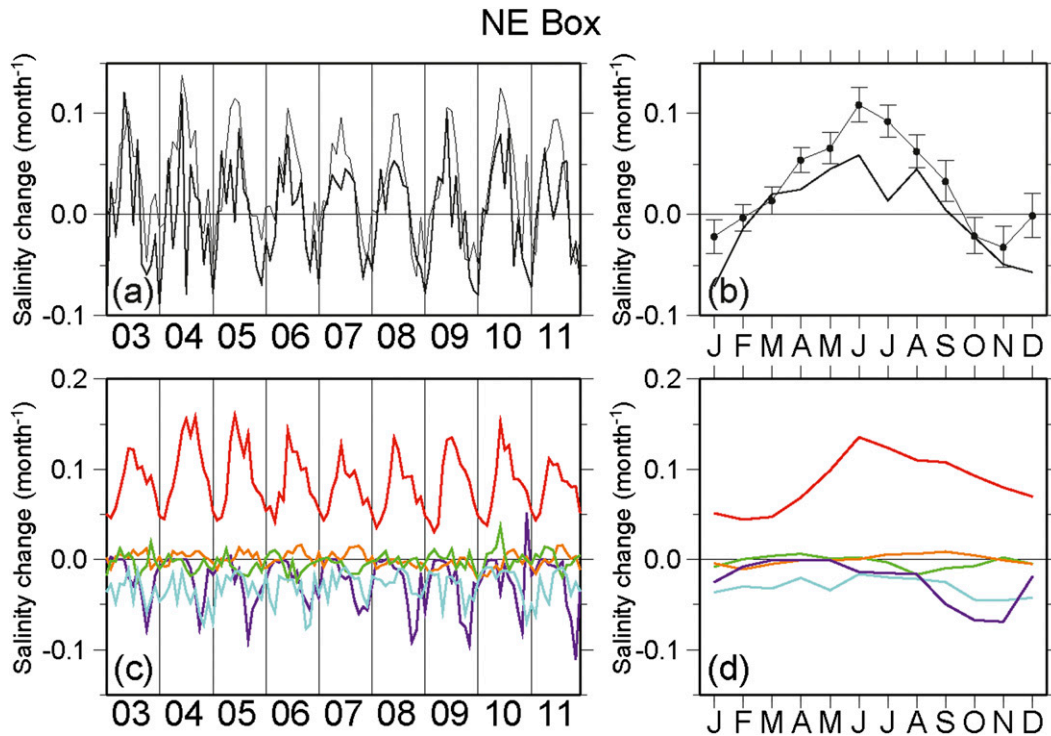 NE Box
Salinity change (month⁻¹)
0.1
0.0
-0.1
(a)
03 04 05 06 07 08 09 10 11
Salinity change (month⁻¹)
0.1
0.0
-0.1
(b)
J F M A M J J A S O N D
Salinity change (month⁻¹)
0.2
0.1
0.0
-0.1
(c)
03 04 05 06 07 08 09 10 11
Salinity change (month⁻¹)
0.2
0.1
0.0
-0.1
(d)
J F M A M J J A S O N D